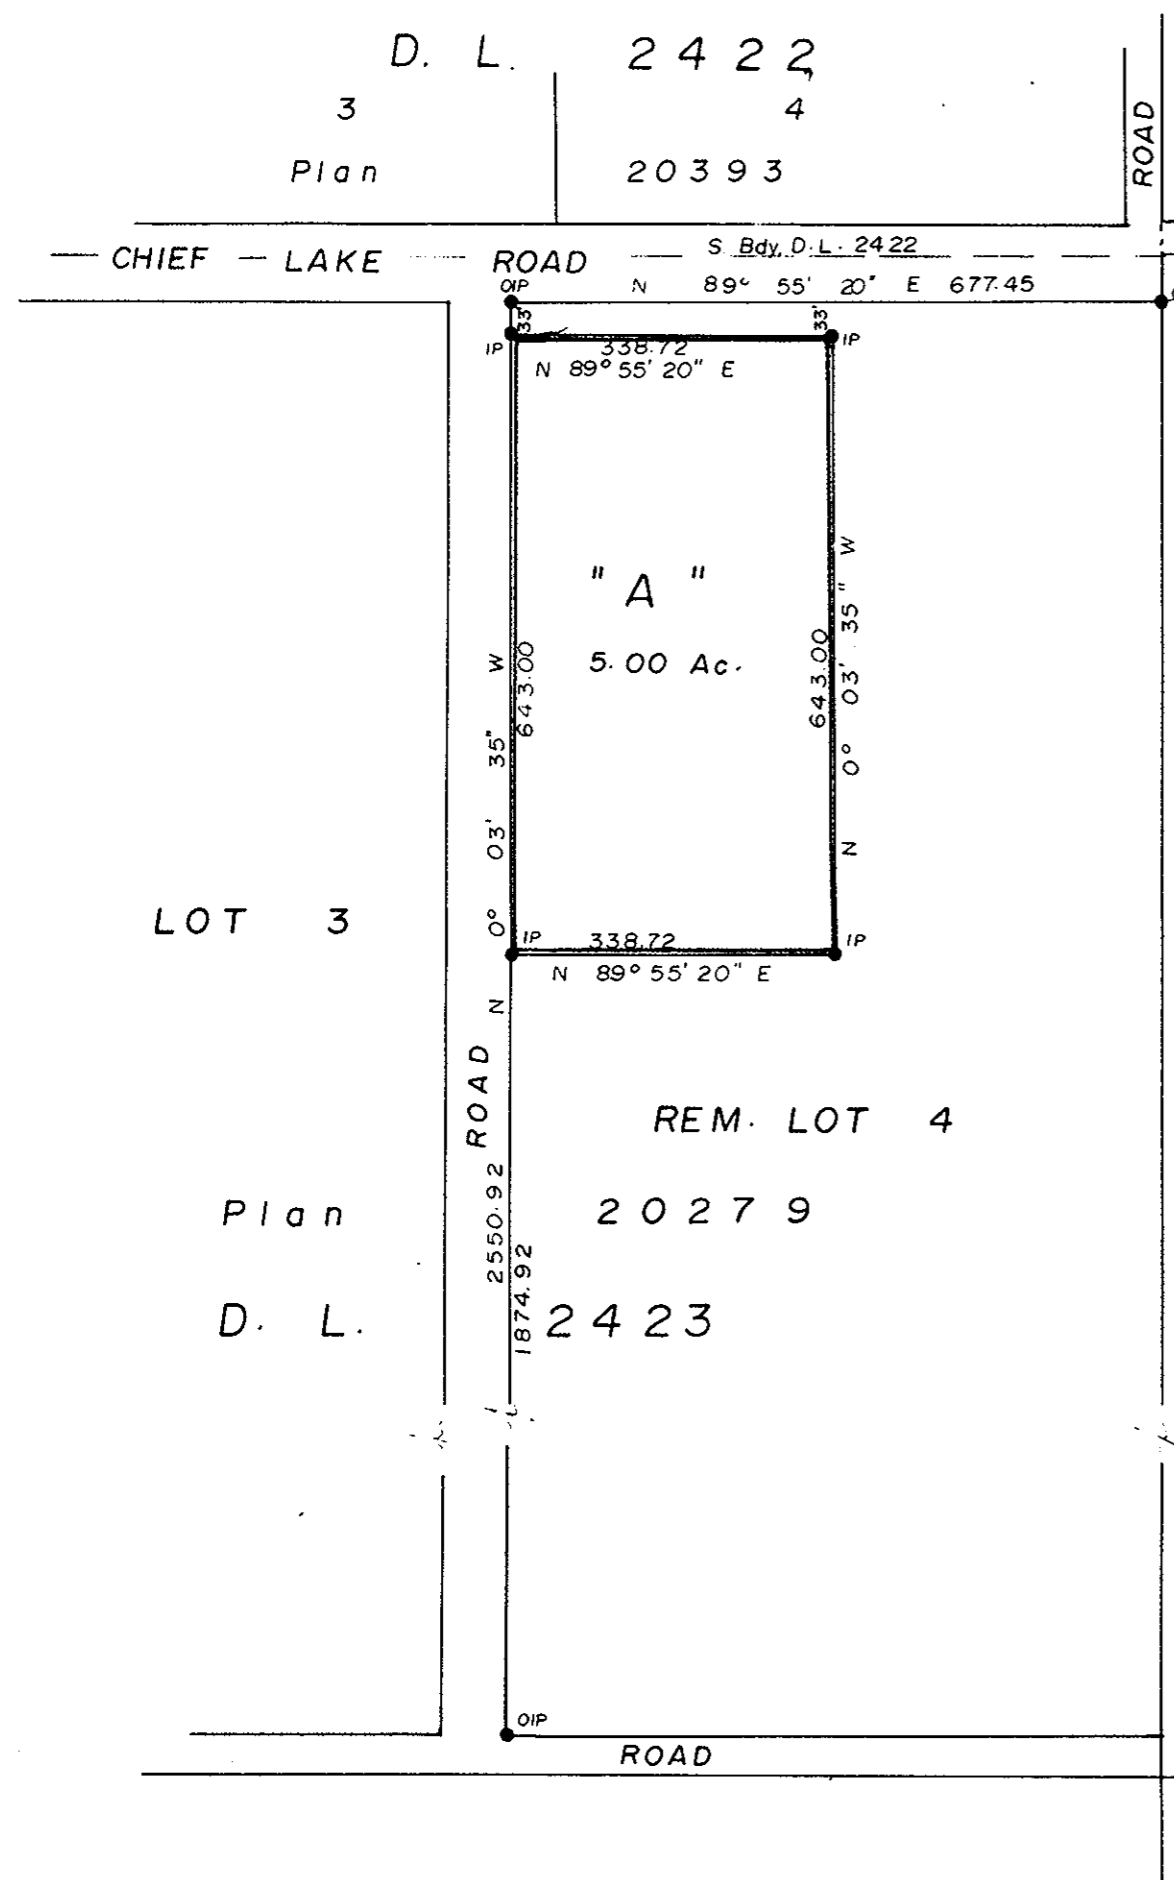 D. L. 2422
3 4
Plan 20393
ROAD
S. Bdy. D.L. 2422
CHIEF LAKE ROAD
OIP
N 89° 55' 20" E 677.45
33'
33'
IP
IP
338.72
N 89° 55' 20" E
"A"
5.00 Ac.
N 0° 03' 35" W
643.00
643.00
N 0° 03' 35" W
LOT 3
IP
338.72
IP
N 89° 55' 20" E
ROAD
REM. LOT 4
2550.92
1874.92
Plan 20279
D. L. 2423
OIP
ROAD